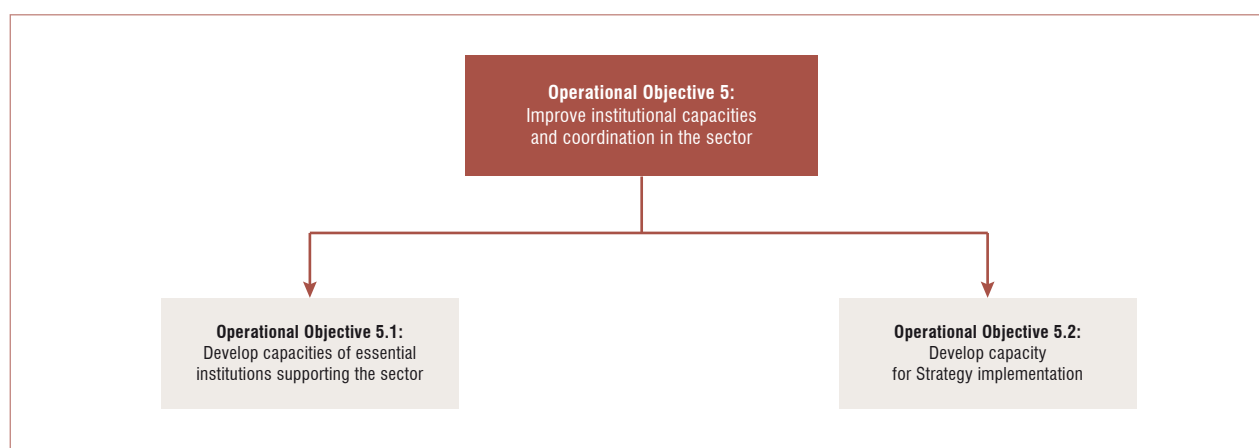 Operational Objective 5:
Improve institutional capacities
and coordination in the sector
Operational Objective 5.1:
Develop capacities of essential
institutions supporting the sector
Operational Objective 5.2:
Develop capacity
for Strategy implementation